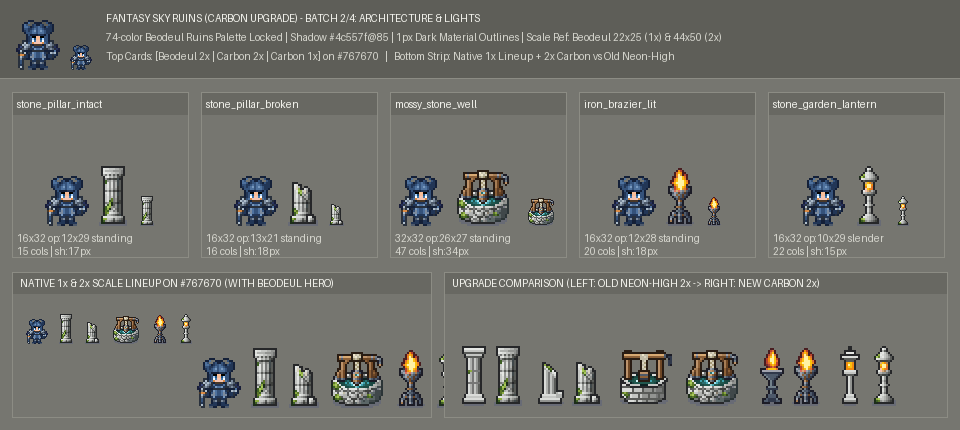 FANTASY SKY RUINS (CARBON UPGRADE) - BATCH 2/4: ARCHITECTURE & LIGHTS
74-color Beodeul Ruins Palette Locked | Shadow #4c557f@85 | 1px Dark Material Outlines | Scale Ref: Beodeul 22x25 (1x) & 44x50 (2x)
Top Cards: [Beodeul 2x | Carbon 2x | Carbon 1x] on #767670 | Bottom Strip: Native 1x Lineup + 2x Carbon vs Old Neon-High
stone_pillar_intact
16x32 op:12x29 standing
15 cols | sh:17px
stone_pillar_broken
16x32 op:13x21 standing
16 cols | sh:18px
mossy_stone_well
32x32 op:26x27 standing
47 cols | sh:34px
iron_brazier_lit
16x32 op:12x28 standing
20 cols | sh:18px
stone_garden_lantern
16x32 op:10x29 slender
22 cols | sh:15px
NATIVE 1x & 2x SCALE LINEUP ON #767670 (WITH BEODEUL HERO)
UPGRADE COMPARISON (LEFT: OLD NEON-HIGH 2x -> RIGHT: NEW CARBON 2x)